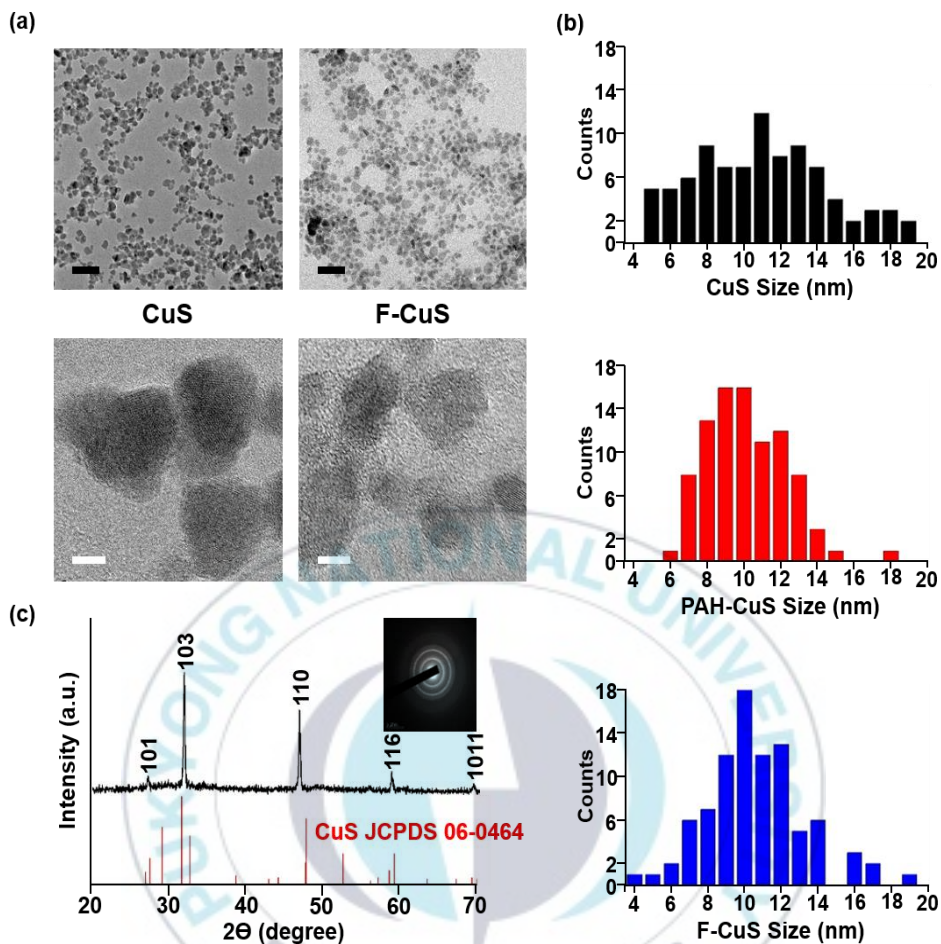 (a)
CuS
F-CuS
(b)
18
14
10
6
2
0
Counts
4 6 8 10 12 14 16 18 20
CuS Size (nm)
18
14
10
6
2
0
Counts
4 6 8 10 12 14 16 18 20
PAH-CuS Size (nm)
(c)
Intensity (a.u.)
101
103
110
116
1011
CuS JCPDS 06-0464
20 30 40 50 60 70
2Θ (degree)
18
14
10
6
2
0
Counts
4 6 8 10 12 14 16 18 20
F-CuS Size (nm)
PUKYONG NATIONAL UNIVERSITY